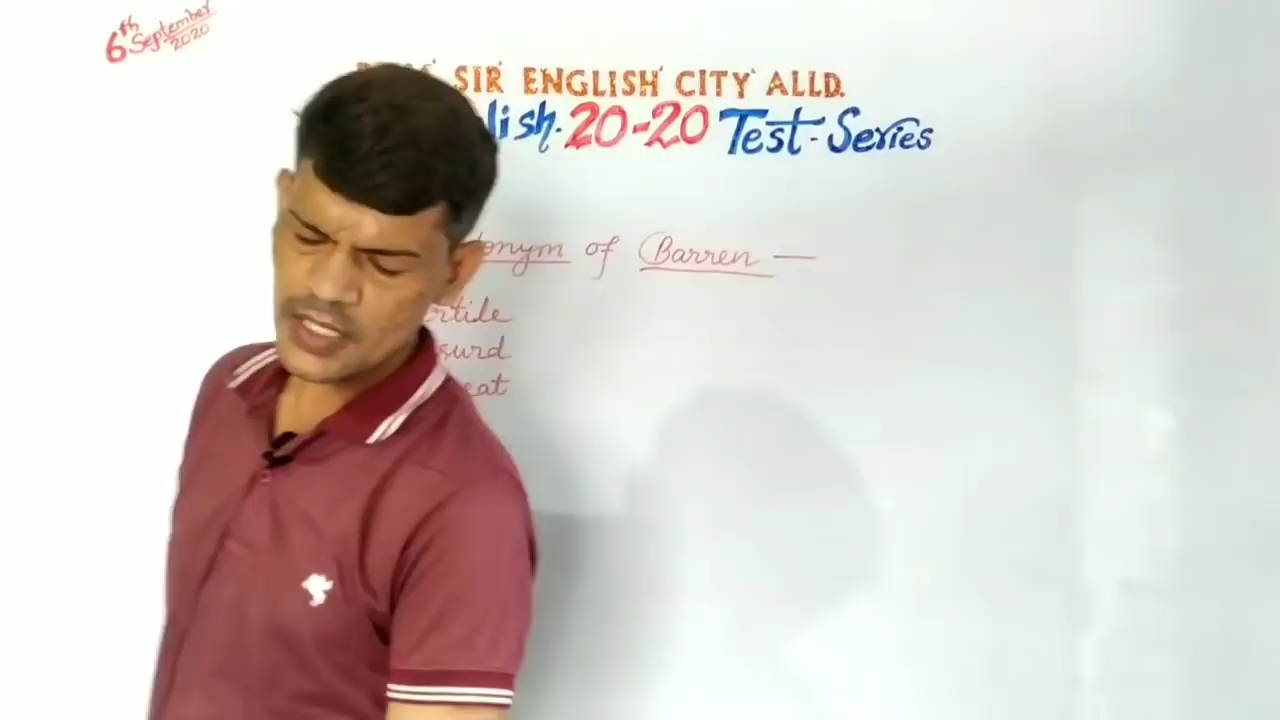 6th September 2020
SIR ENGLISH CITY ALLD.
lish. 20-20 Test-Series
onym of Barren —
rtile
surd
eat